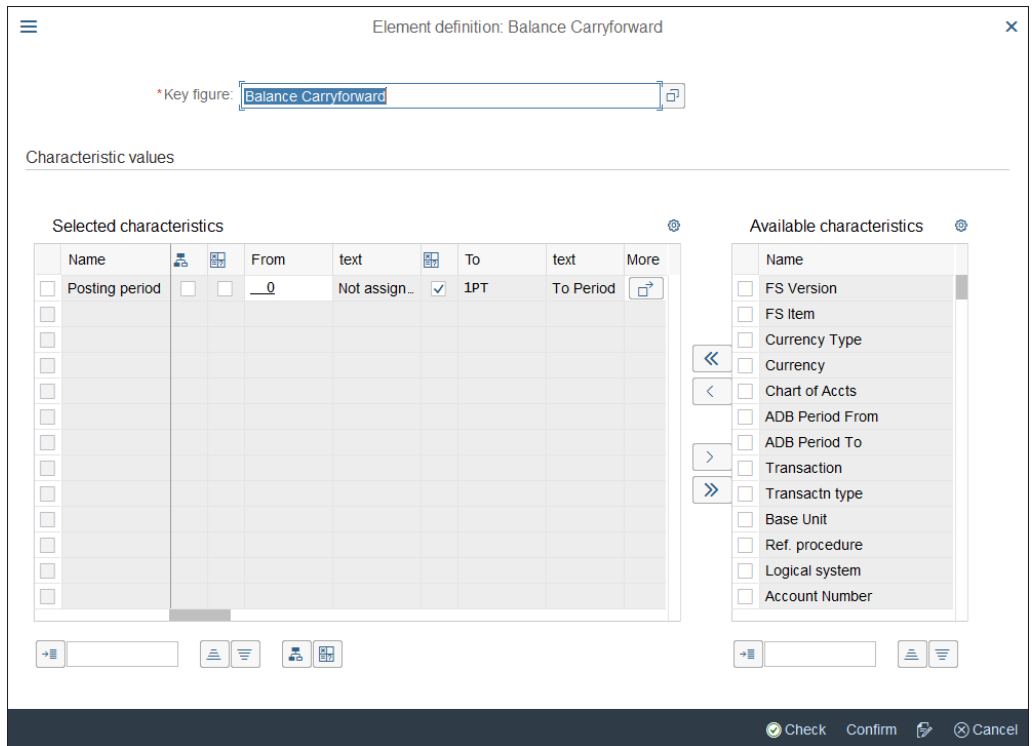 Element definition: Balance Carryforward
*Key figure: Balance Carryforward
Characteristic values
Selected characteristics
Name From text To text More
Posting period 0 Not assign... 1PT To Period
Available characteristics
Name
FS Version
FS Item
Currency Type
Currency
Chart of Accts
ADB Period From
ADB Period To
Transaction
Transactn type
Base Unit
Ref. procedure
Logical system
Account Number
Check Confirm Cancel